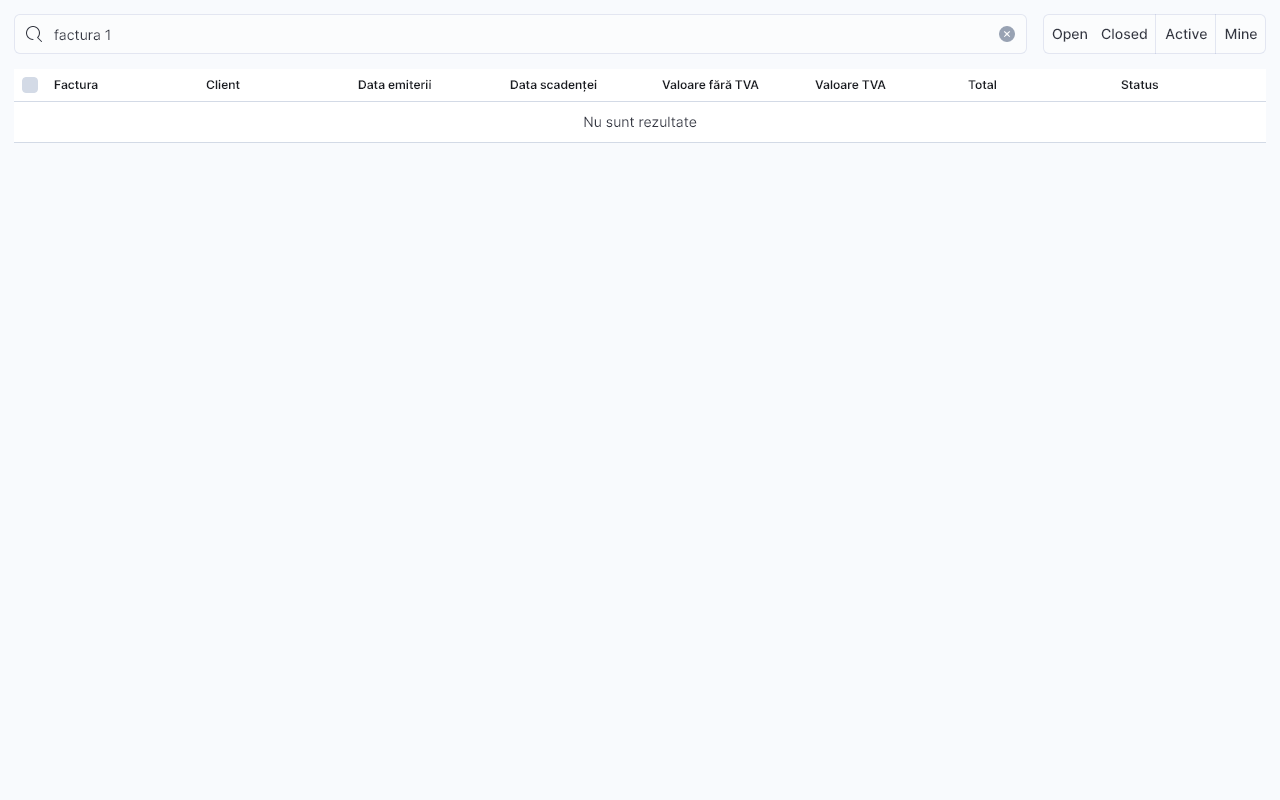 factura 1
Open Closed Active Mine
Factura Client Data emiterii Data scadenței Valoare fără TVA Valoare TVA Total Status
Nu sunt rezultate